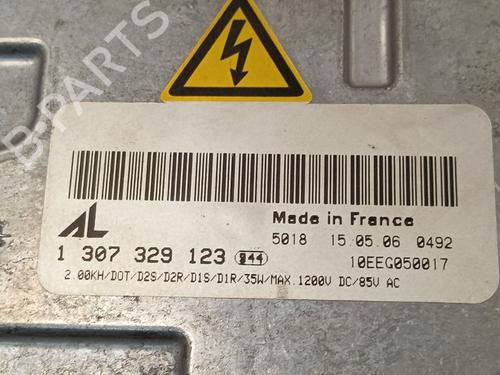 B-PARTS
AL
Made in France
5018 15.05.06 0492
1 307 329 123 944 10EEG050017
2.00KH/DOT/D2S/D2R/D1S/D1R/35W/MAX.1200V DC/85V AC